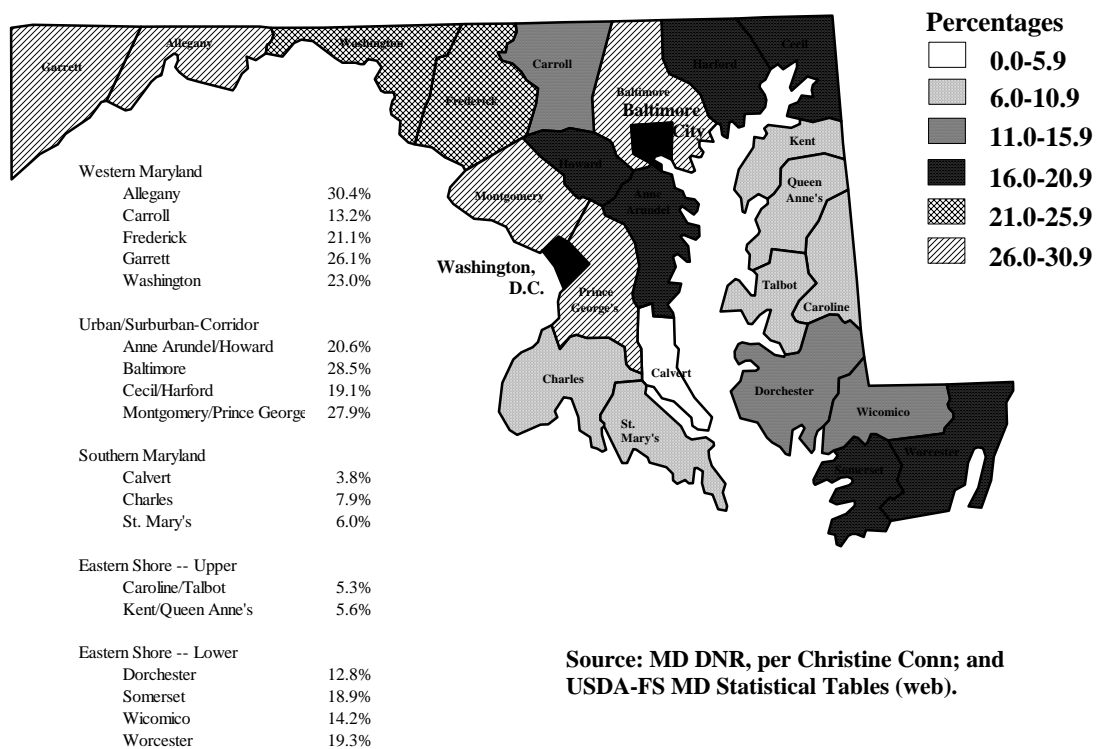 Percentages
0.0-5.9
6.0-10.9
11.0-15.9
16.0-20.9
21.0-25.9
26.0-30.9
Garrett
Allegany
Washington
Frederick
Carroll
Baltimore
Baltimore
City
Harford
Cecil
Howard
Montgomery
Anne
Arundel
Kent
Queen
Anne's
Washington,
D.C.
Prince
George's
Talbot
Caroline
Charles
Calvert
St.
Mary's
Dorchester
Wicomico
Somerset
Worcester
Western Maryland
Allegany 30.4%
Carroll 13.2%
Frederick 21.1%
Garrett 26.1%
Washington 23.0%
Urban/Surburban-Corridor
Anne Arundel/Howard 20.6%
Baltimore 28.5%
Cecil/Harford 19.1%
Montgomery/Prince George 27.9%
Southern Maryland
Calvert 3.8%
Charles 7.9%
St. Mary's 6.0%
Eastern Shore -- Upper
Caroline/Talbot 5.3%
Kent/Queen Anne's 5.6%
Eastern Shore -- Lower
Dorchester 12.8%
Somerset 18.9%
Wicomico 14.2%
Worcester 19.3%
Source: MD DNR, per Christine Conn; and
USDA-FS MD Statistical Tables (web).